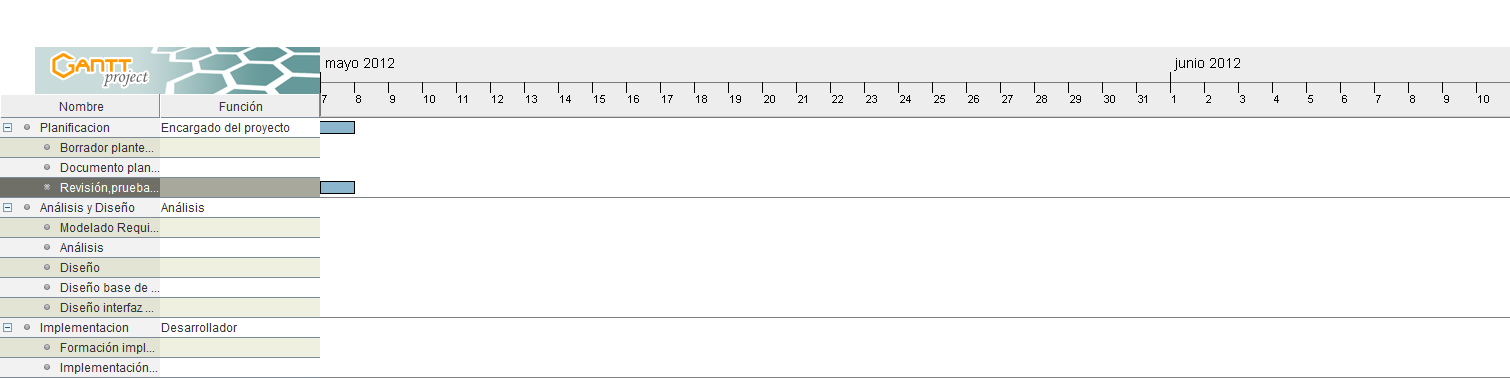 GANTT
project
mayo 2012 junio 2012
Nombre Función
7 8 9 10 11 12 13 14 15 16 17 18 19 20 21 22 23 24 25 26 27 28 29 30 31 1 2 3 4 5 6 7 8 9 10
Planificacion Encargado del proyecto
Borrador plante...
Documento plan...
Revisión,prueba...
Análisis y Diseño Análisis
Modelado Requi...
Análisis
Diseño
Diseño base de ...
Diseño interfaz ...
Implementacion Desarrollador
Formación impl...
Implementación...